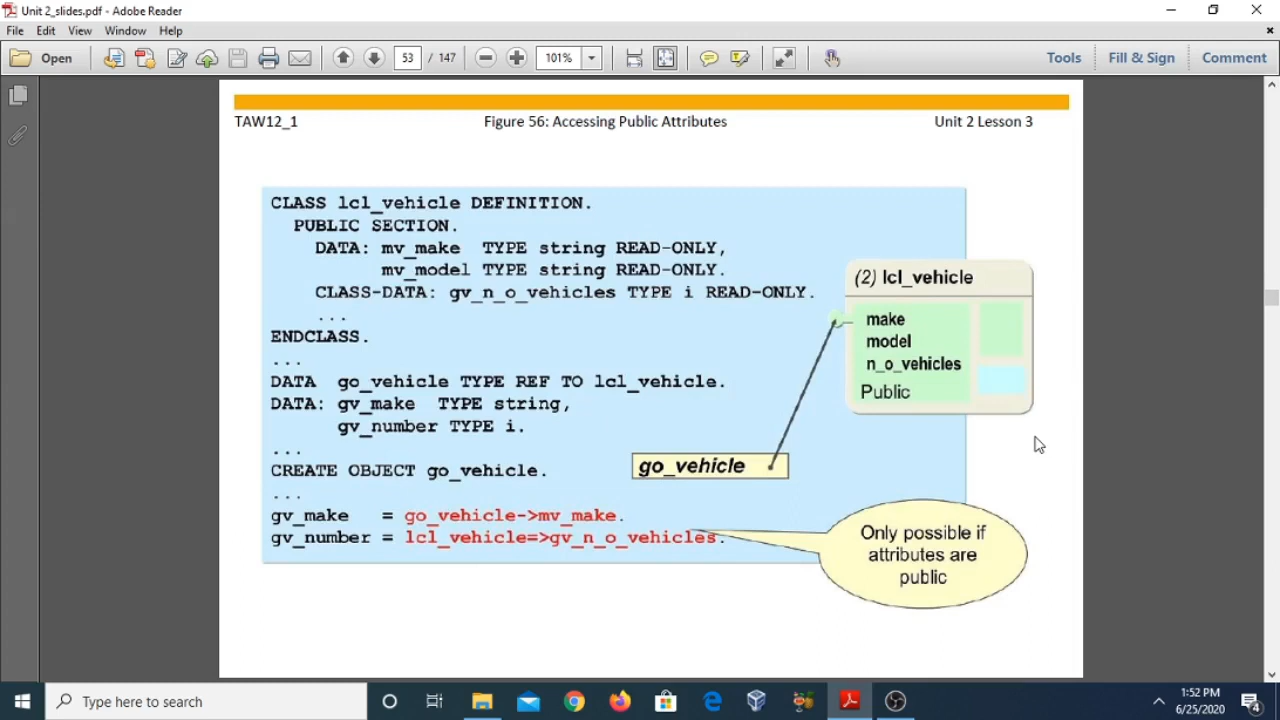 Unit 2_slides.pdf - Adobe Reader
File Edit View Window Help
Open 53 / 147 101% Tools Fill & Sign Comment
TAW12_1 Figure 56: Accessing Public Attributes Unit 2 Lesson 3
CLASS lcl_vehicle DEFINITION.
PUBLIC SECTION.
DATA: mv_make TYPE string READ-ONLY,
mv_model TYPE string READ-ONLY.
CLASS-DATA: gv_n_o_vehicles TYPE i READ-ONLY.
...
ENDCLASS.
...
DATA go_vehicle TYPE REF TO lcl_vehicle.
DATA: gv_make TYPE string,
gv_number TYPE i.
...
CREATE OBJECT go_vehicle.
...
gv_make = go_vehicle->mv_make.
gv_number = lcl_vehicle=>gv_n_o_vehicles.
(2) lcl_vehicle
make
model
n_o_vehicles
Public
go_vehicle
Only possible if
attributes are
public
Type here to search
1:52 PM
6/25/2020
4